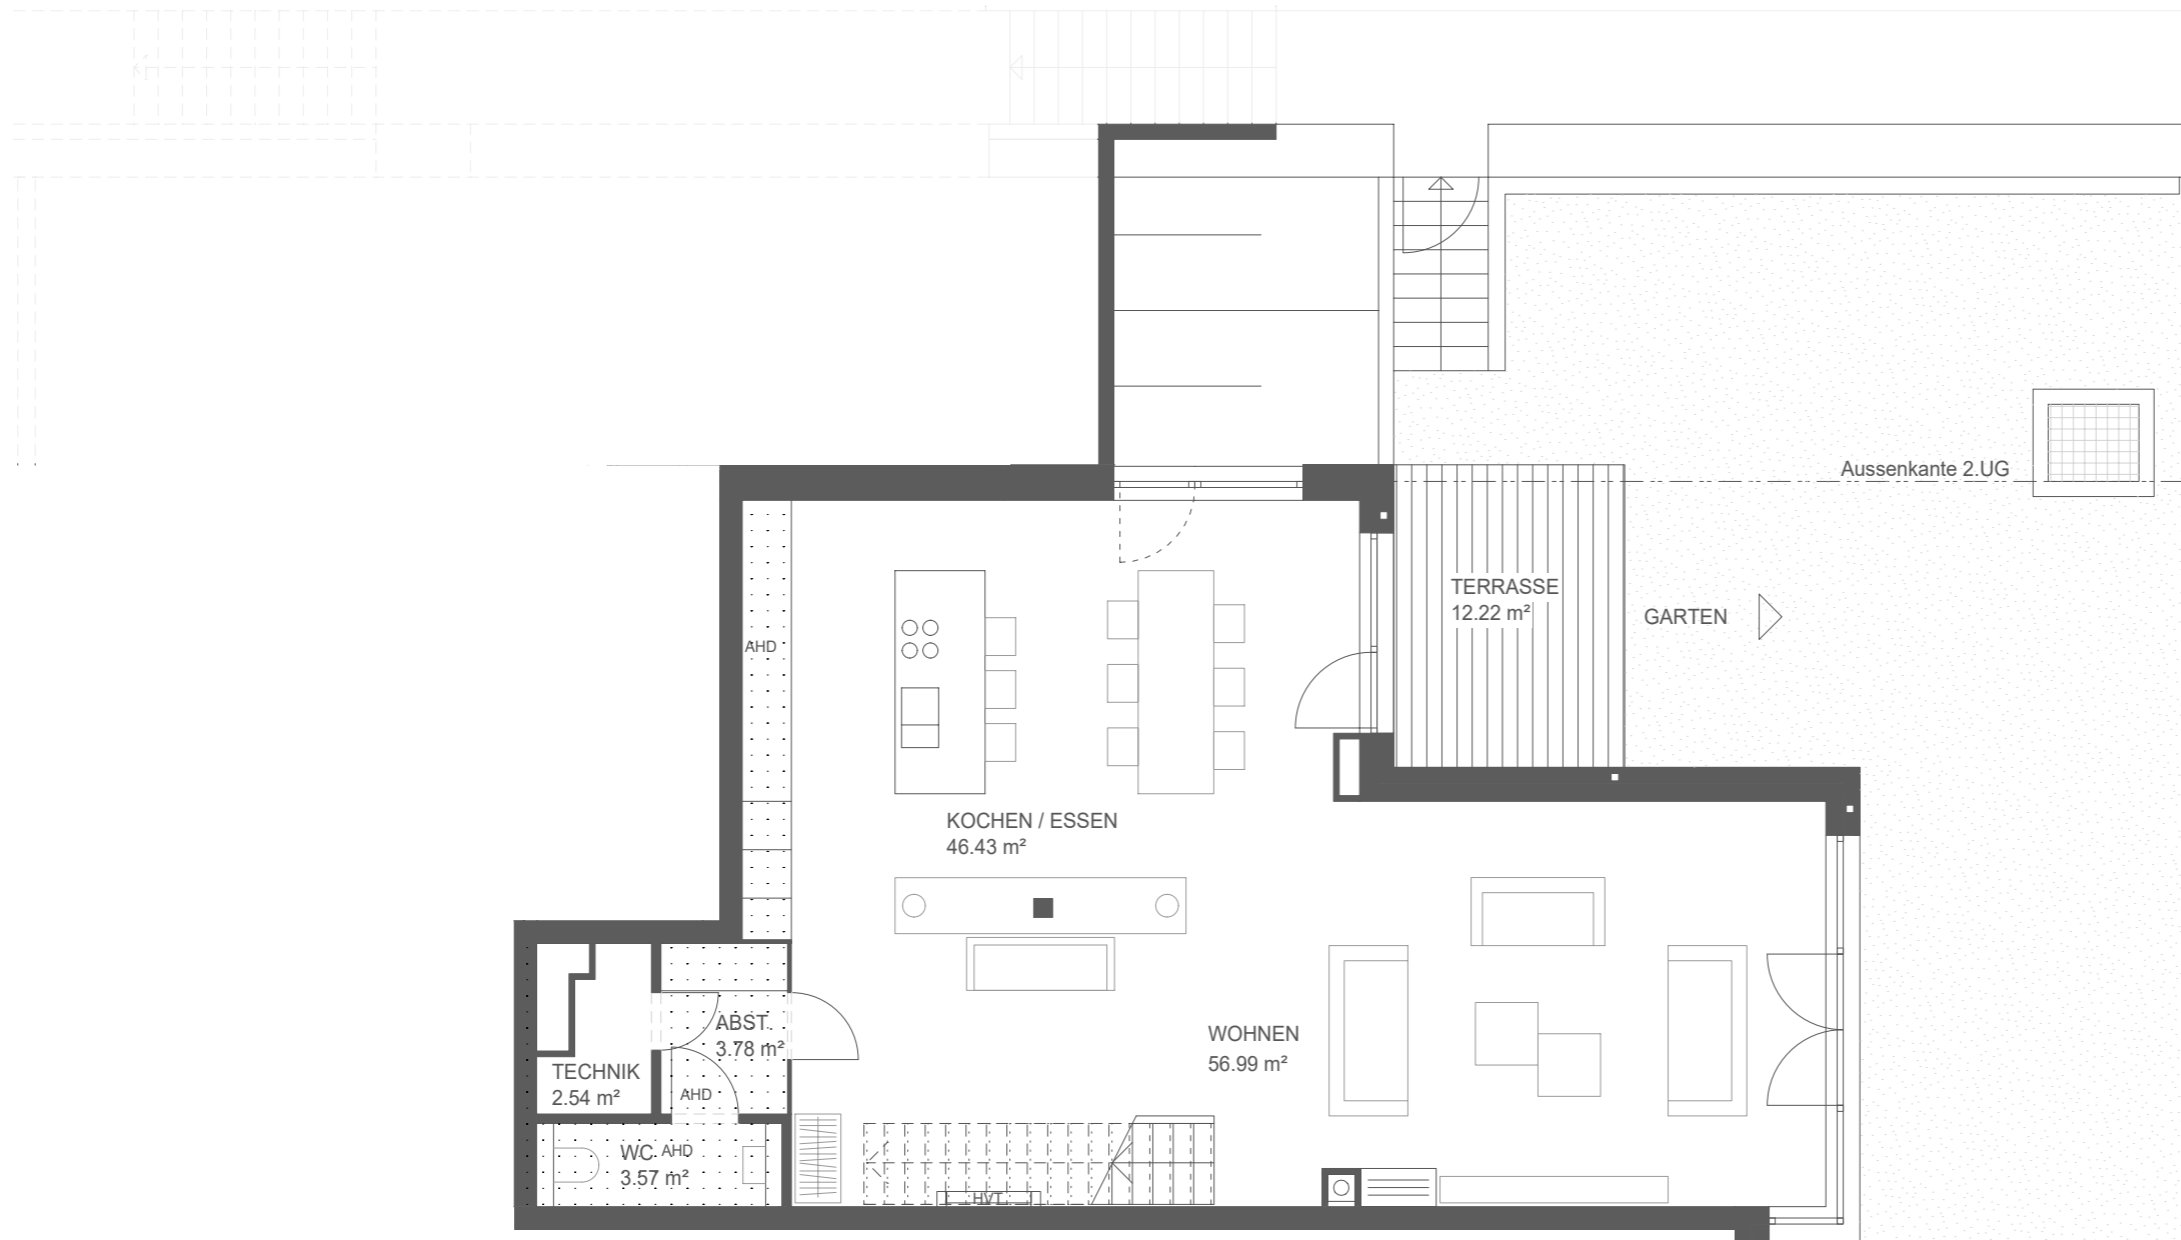 Aussenkante 2.UG
TERRASSE
12.22 m²
GARTEN
AHD
KOCHEN / ESSEN
46.43 m²
ABST.
3.78 m²
WOHNEN
56.99 m²
TECHNIK
2.54 m²
AHD
WC AHD
3.57 m²
HVT